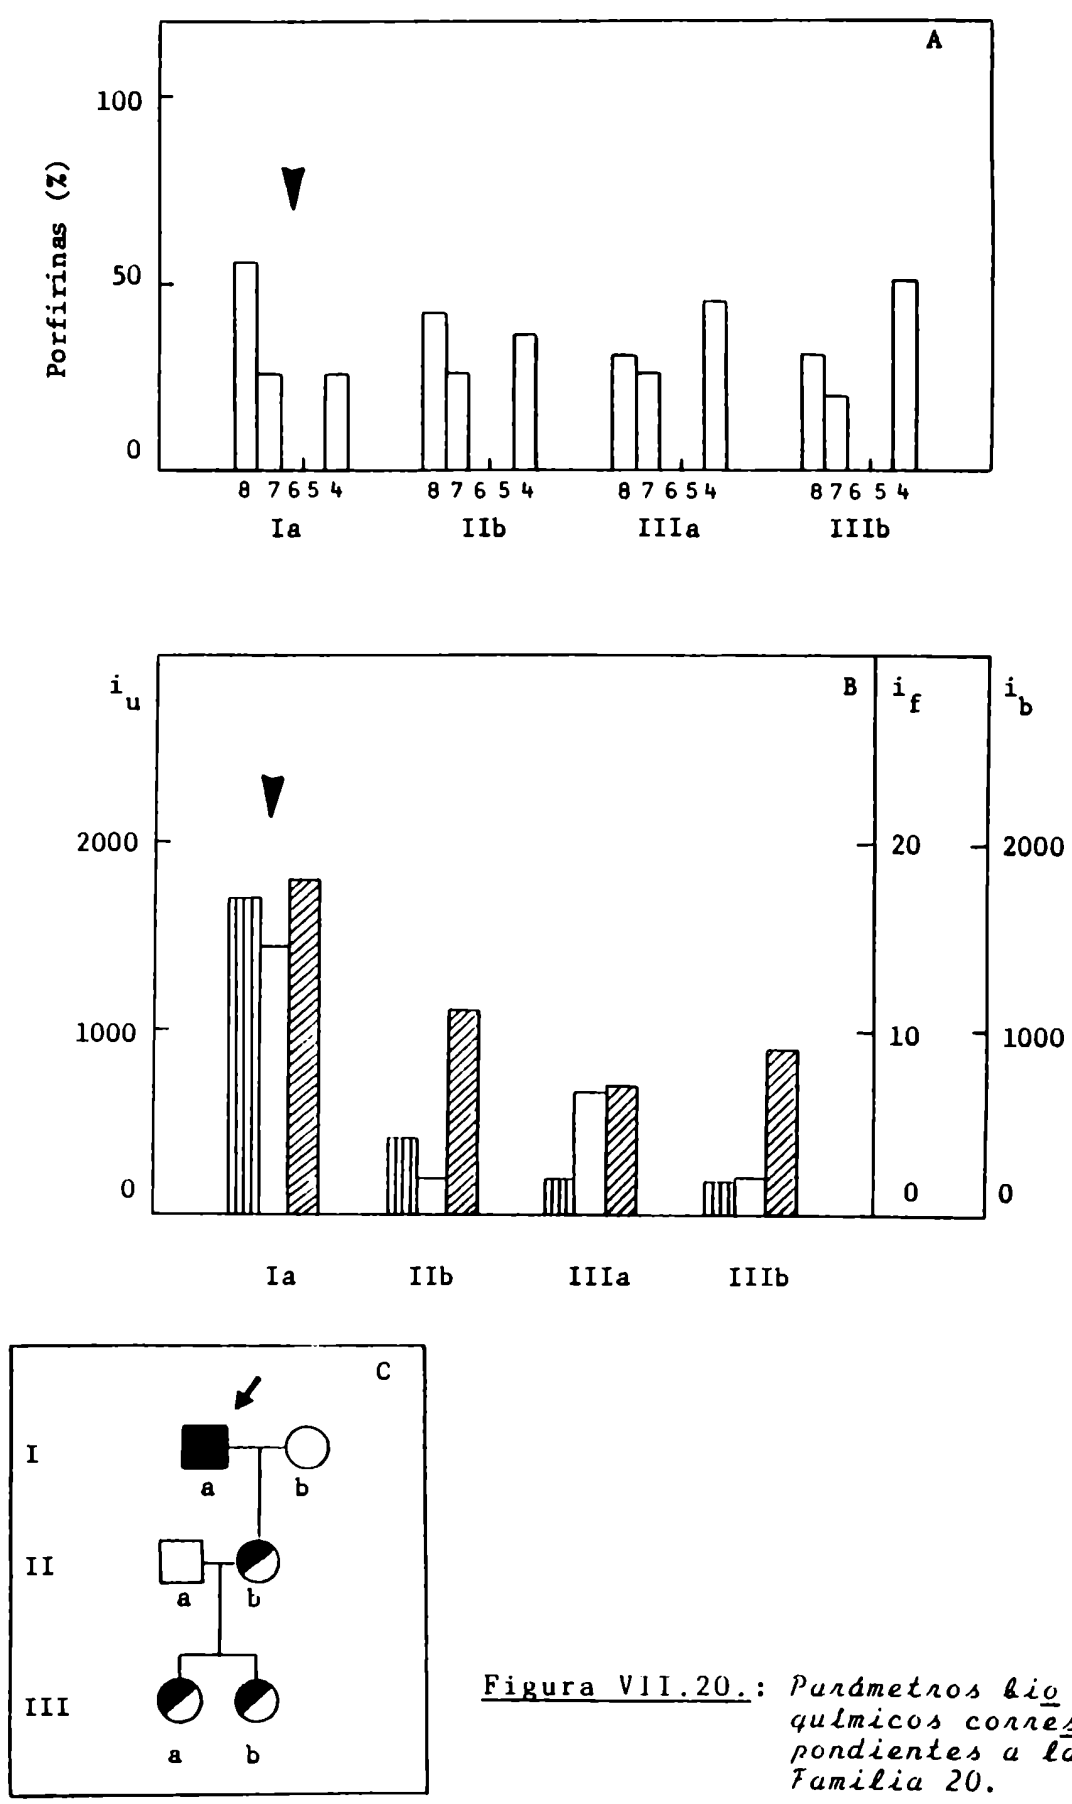 A
100
Porfirinas (%)
50
0
8 7 6 5 4 8 7 6 5 4 8 7 6 5 4 8 7 6 5 4
Ia IIb IIIa IIIb
i_u B i_f i_b
2000 20 2000
1000 10 1000
0 0 0
Ia IIb IIIa IIIb
C
I
a b
II
a b
III
a b
Figura VII.20.: Parámetros bio
químicos corres
pondientes a la
Familia 20.